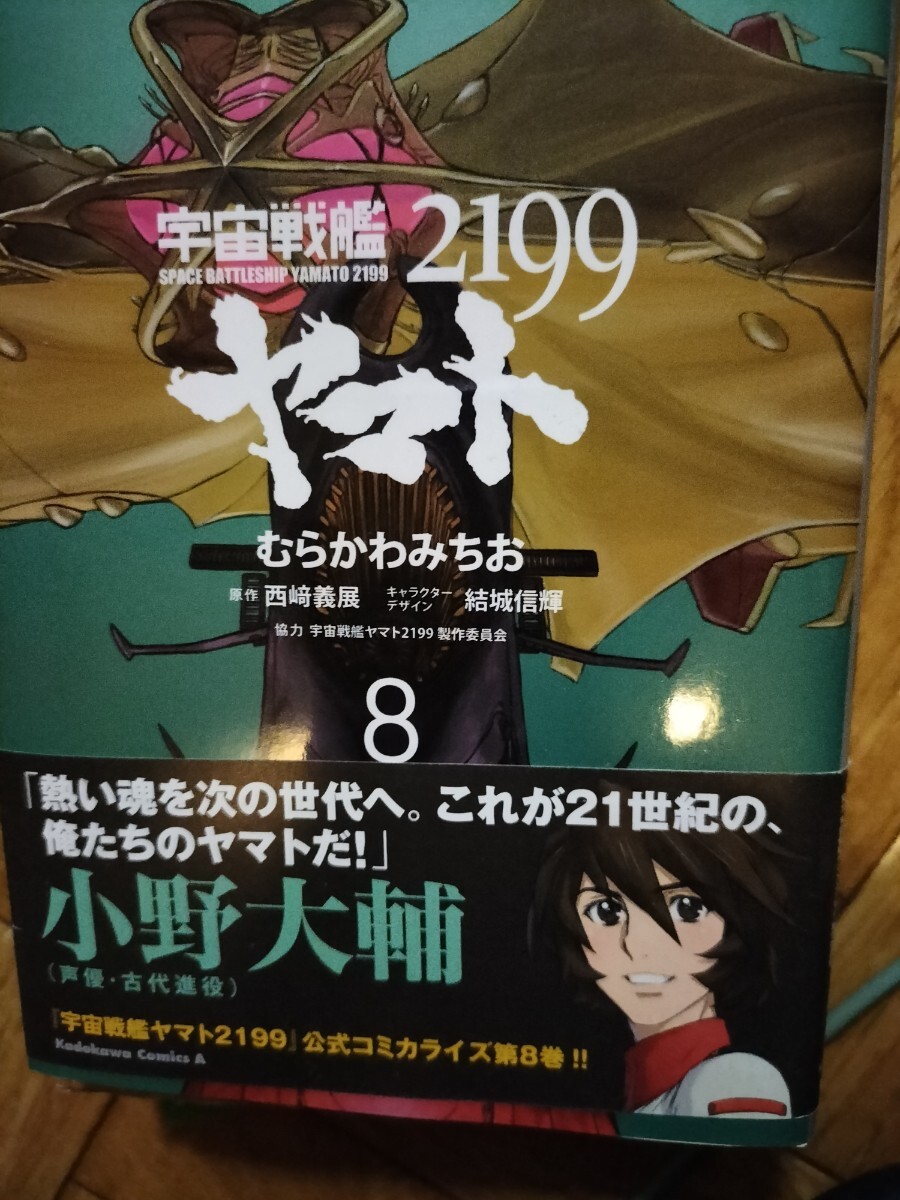 宇宙戦艦
SPACE BATTLESHIP YAMATO 2199
2199
ヤマト
むらかわみちお
原作 西﨑義展 キャラクターデザイン 結城信輝
協力 宇宙戦艦ヤマト2199 製作委員会
8
「熱い魂を次の世代へ。これが21世紀の、
俺たちのヤマトだ!」
小野大輔
(声優・古代進役)
『宇宙戦艦ヤマト2199』公式コミカライズ第8巻!!
Kadokawa Comics A